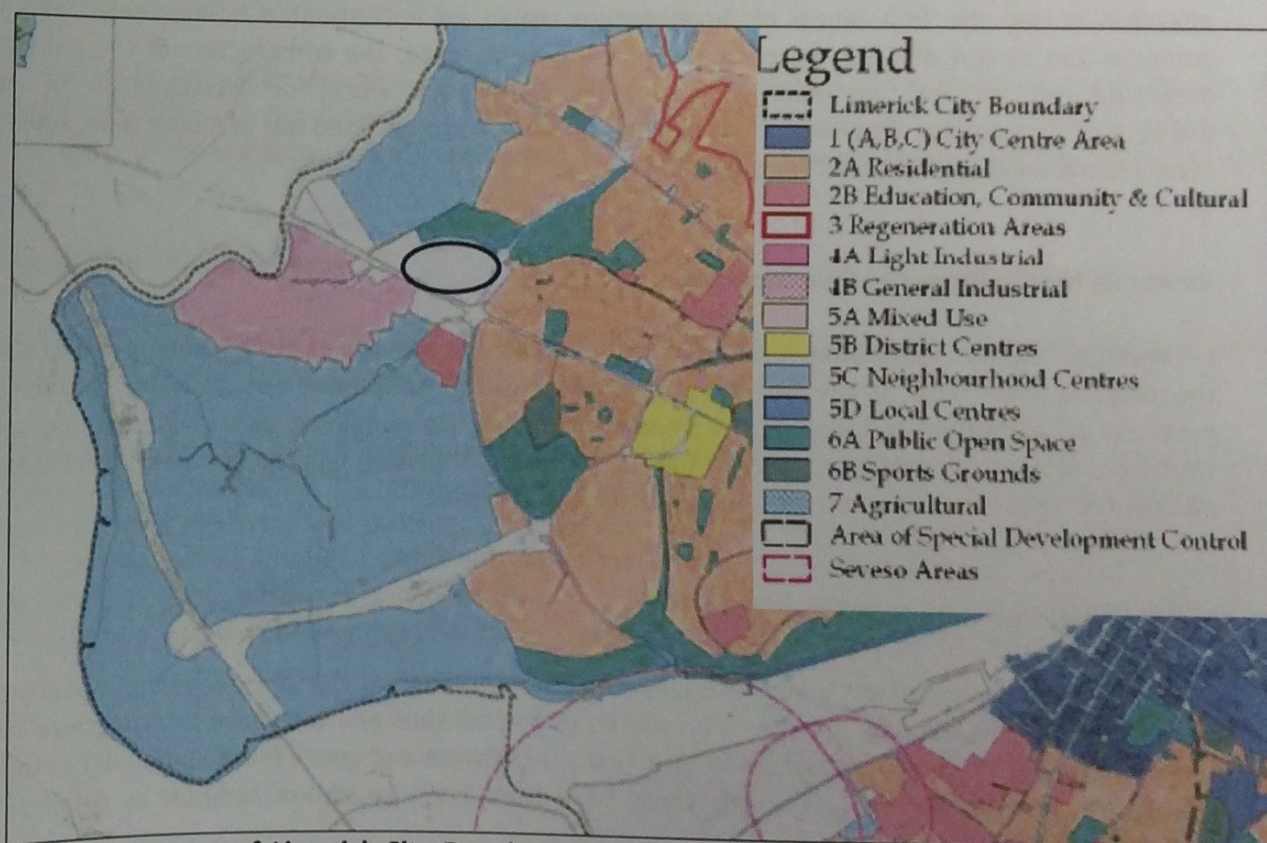 Legend
Limerick City Boundary
1 (A,B,C) City Centre Area
2A Residential
2B Education, Community & Cultural
3 Regeneration Areas
4A Light Industrial
4B General Industrial
5A Mixed Use
5B District Centres
5C Neighbourhood Centres
5D Local Centres
6A Public Open Space
6B Sports Grounds
7 Agricultural
Area of Special Development Control
Seveso Areas